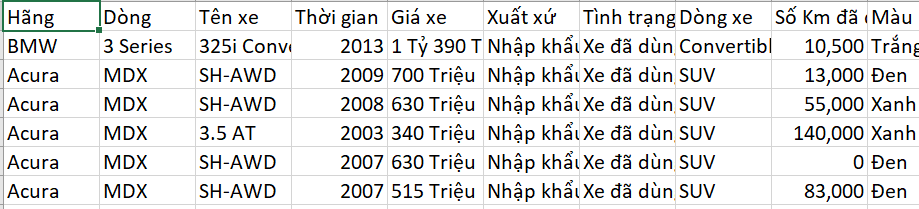 Hãng Dòng Tên xe Thời gian Giá xe Xuất xứ Tình trạng Dòng xe Số Km đã Màu
BMW 3 Series 325i Conve 2013 1 Tỷ 390 T Nhập khẩu Xe đã dùn Convertibl 10,500 Trắng
Acura MDX SH-AWD 2009 700 Triệu Nhập khẩu Xe đã dùn SUV 13,000 Đen
Acura MDX SH-AWD 2008 630 Triệu Nhập khẩu Xe đã dùn SUV 55,000 Xanh
Acura MDX 3.5 AT 2003 340 Triệu Nhập khẩu Xe đã dùn SUV 140,000 Xanh
Acura MDX SH-AWD 2007 630 Triệu Nhập khẩu Xe đã dùn SUV 0 Đen
Acura MDX SH-AWD 2007 515 Triệu Nhập khẩu Xe đã dùn SUV 83,000 Đen